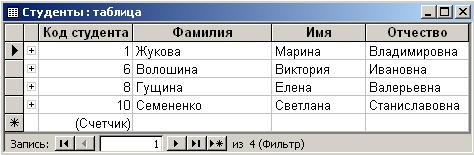 Студенты : таблица
Код студента Фамилия Имя Отчество
1 Жукова Марина Владимировна
6 Волошина Виктория Ивановна
8 Гущина Елена Валерьевна
10 Семененко Светлана Станиславовна
(Счетчик)
Запись: 1 из 4 (Фильтр)